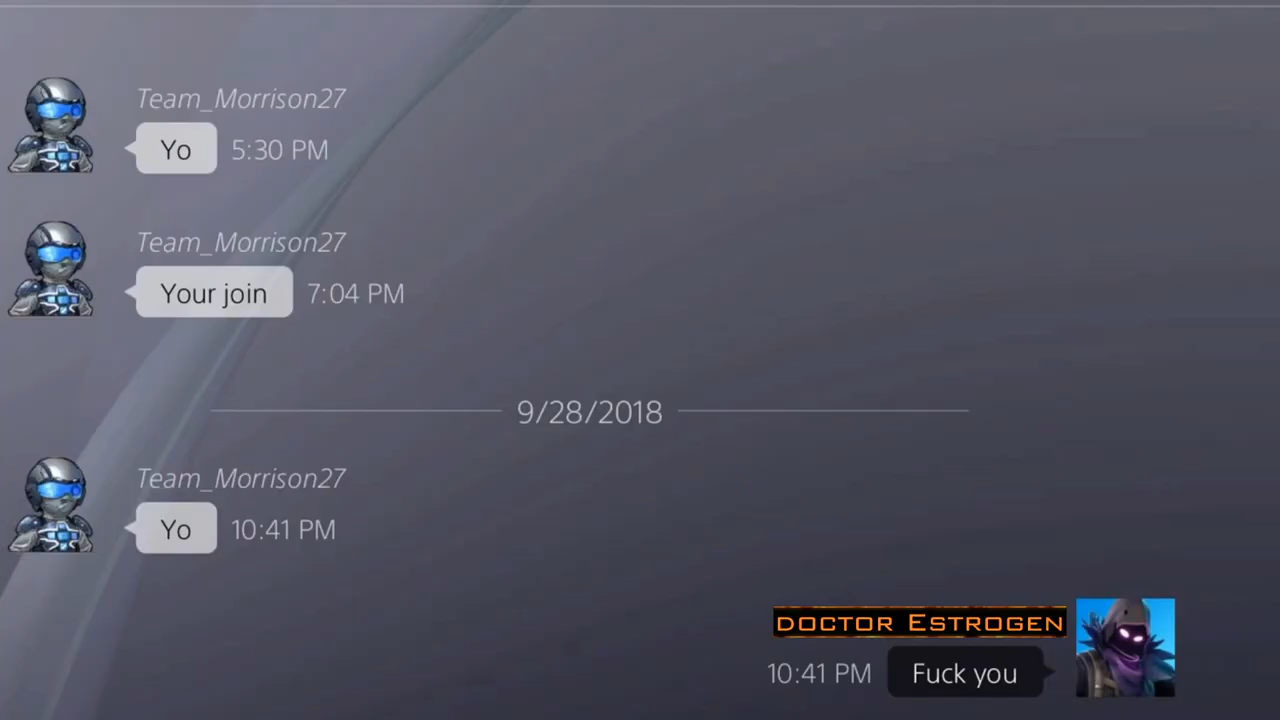 Team_Morrison27
Yo 5:30 PM
Team_Morrison27
Your join 7:04 PM
9/28/2018
Team_Morrison27
Yo 10:41 PM
DOCTOR ESTROGEN
10:41 PM Fuck you